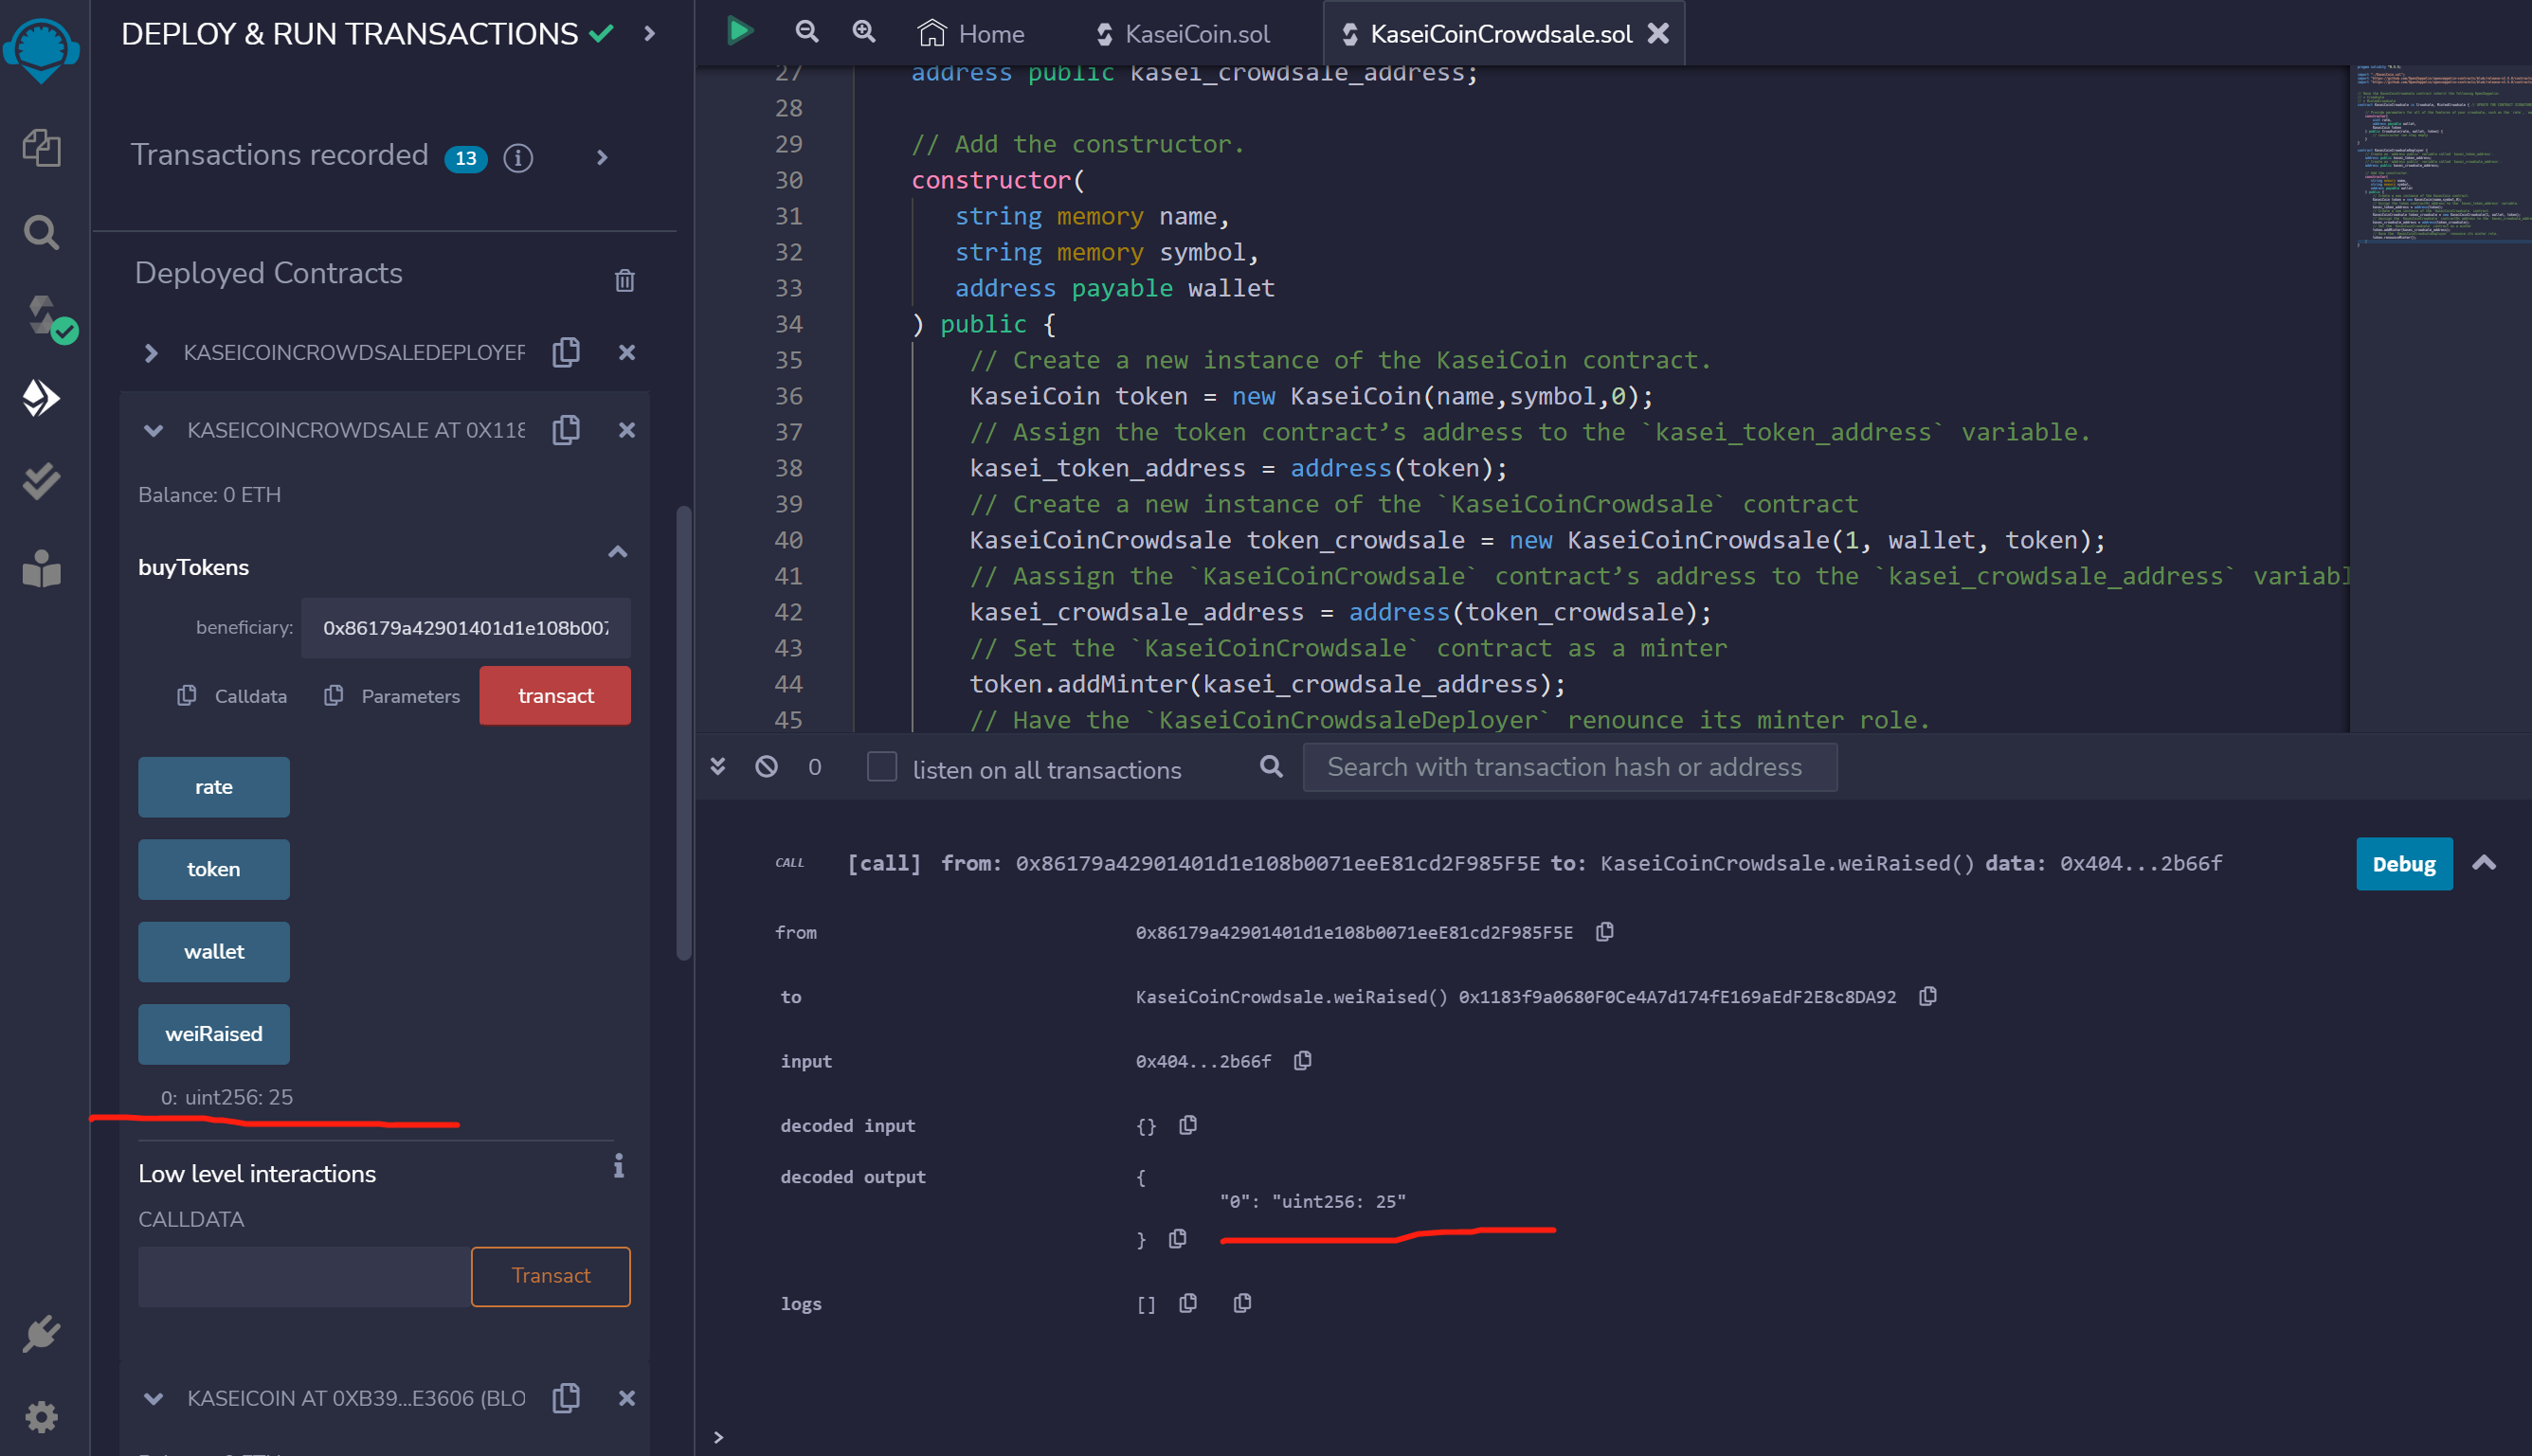 DEPLOY & RUN TRANSACTIONS
Transactions recorded 13
Deployed Contracts
KASEICOINCROWDSALEDEPLOYER
KASEICOINCROWDSALE AT 0X118
Balance: 0 ETH
buyTokens
beneficiary: 0x86179a42901401d1e108b007
Calldata Parameters transact
rate
token
wallet
weiRaised
0: uint256: 25
Low level interactions
CALLDATA
Transact
KASEICOIN AT 0XB39...E3606 (BLO
Home KaseiCoin.sol KaseiCoinCrowdsale.sol
27 address public kasei_crowdsale_address;
28
29 // Add the constructor.
30 constructor(
31 string memory name,
32 string memory symbol,
33 address payable wallet
34 ) public {
35 // Create a new instance of the KaseiCoin contract.
36 KaseiCoin token = new KaseiCoin(name,symbol,0);
37 // Assign the token contract’s address to the `kasei_token_address` variable.
38 kasei_token_address = address(token);
39 // Create a new instance of the `KaseiCoinCrowdsale` contract
40 KaseiCoinCrowdsale token_crowdsale = new KaseiCoinCrowdsale(1, wallet, token);
41 // Aassign the `KaseiCoinCrowdsale` contract’s address to the `kasei_crowdsale_address` variabl
42 kasei_crowdsale_address = address(token_crowdsale);
43 // Set the `KaseiCoinCrowdsale` contract as a minter
44 token.addMinter(kasei_crowdsale_address);
45 // Have the `KaseiCoinCrowdsaleDeployer` renounce its minter role.
0 listen on all transactions Search with transaction hash or address
CALL [call] from: 0x86179a42901401d1e108b0071eeE81cd2F985F5E to: KaseiCoinCrowdsale.weiRaised() data: 0x404...2b66f Debug
from 0x86179a42901401d1e108b0071eeE81cd2F985F5E
to KaseiCoinCrowdsale.weiRaised() 0x1183f9a0680F0Ce4A7d174fE169aEdF2E8c8DA92
input 0x404...2b66f
decoded input {}
decoded output {
"0": "uint256: 25"
}
logs []
>